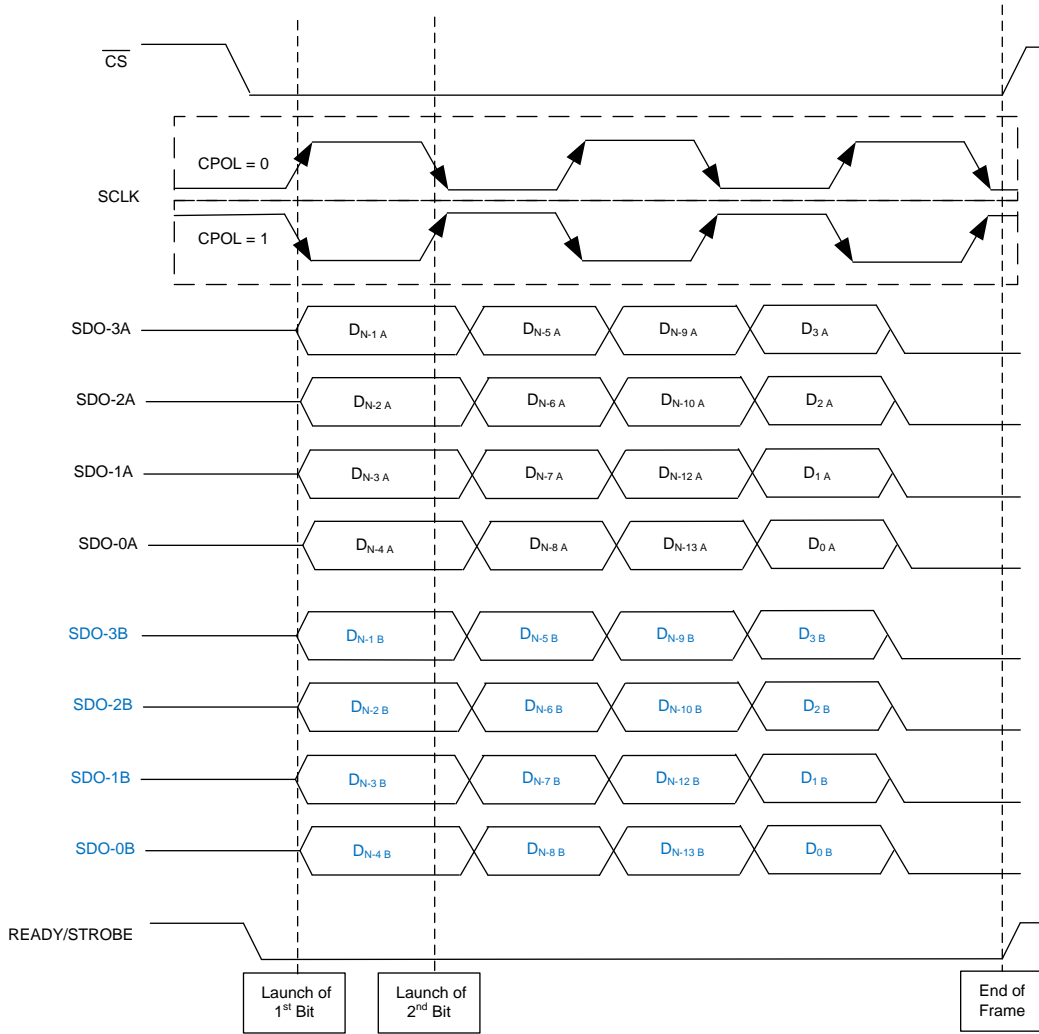 CS
CPOL = 0
SCLK
CPOL = 1
SDO-3A DN-1 A DN-5 A DN-9 A D3 A
SDO-2A DN-2 A DN-6 A DN-10 A D2 A
SDO-1A DN-3 A DN-7 A DN-12 A D1 A
SDO-0A DN-4 A DN-8 A DN-13 A D0 A
SDO-3B DN-1 B DN-5 B DN-9 B D3 B
SDO-2B DN-2 B DN-6 B DN-10 B D2 B
SDO-1B DN-3 B DN-7 B DN-12 B D1 B
SDO-0B DN-4 B DN-8 B DN-13 B D0 B
READY/STROBE
Launch of
1st Bit
Launch of
2nd Bit
End of
Frame